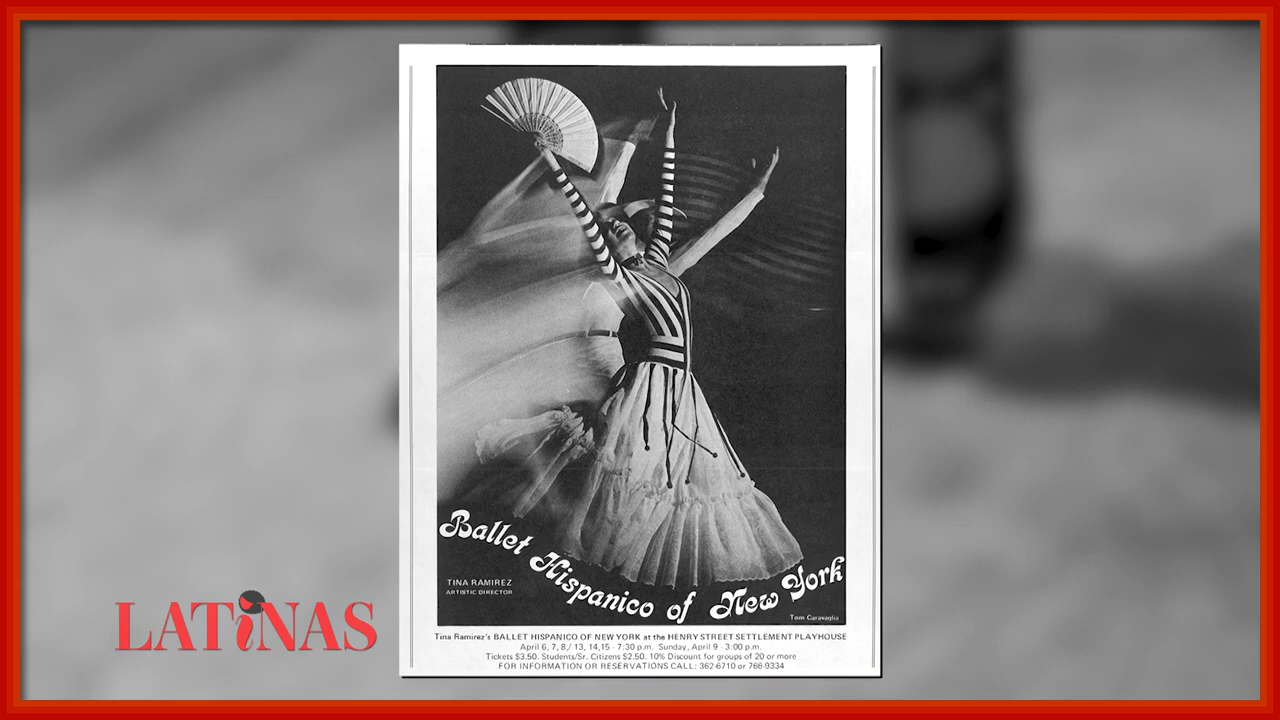 Ballet Hispanico of New York
TINA RAMIREZ
ARTISTIC DIRECTOR
Tom Caravaglia
Tina Ramirez's BALLET HISPANICO OF NEW YORK at the HENRY STREET SETTLEMENT PLAYHOUSE
April 6, 7, 8,/ 13, 14,15 - 7:30 p.m. Sunday, April 9 - 3:00 p.m.
Tickets $3.50. Students/Sr. Citizens $2.50. 10% Discount for groups of 20 or more
FOR INFORMATION OR RESERVATIONS CALL: 362-6710 or 766-9334
LATiNAS